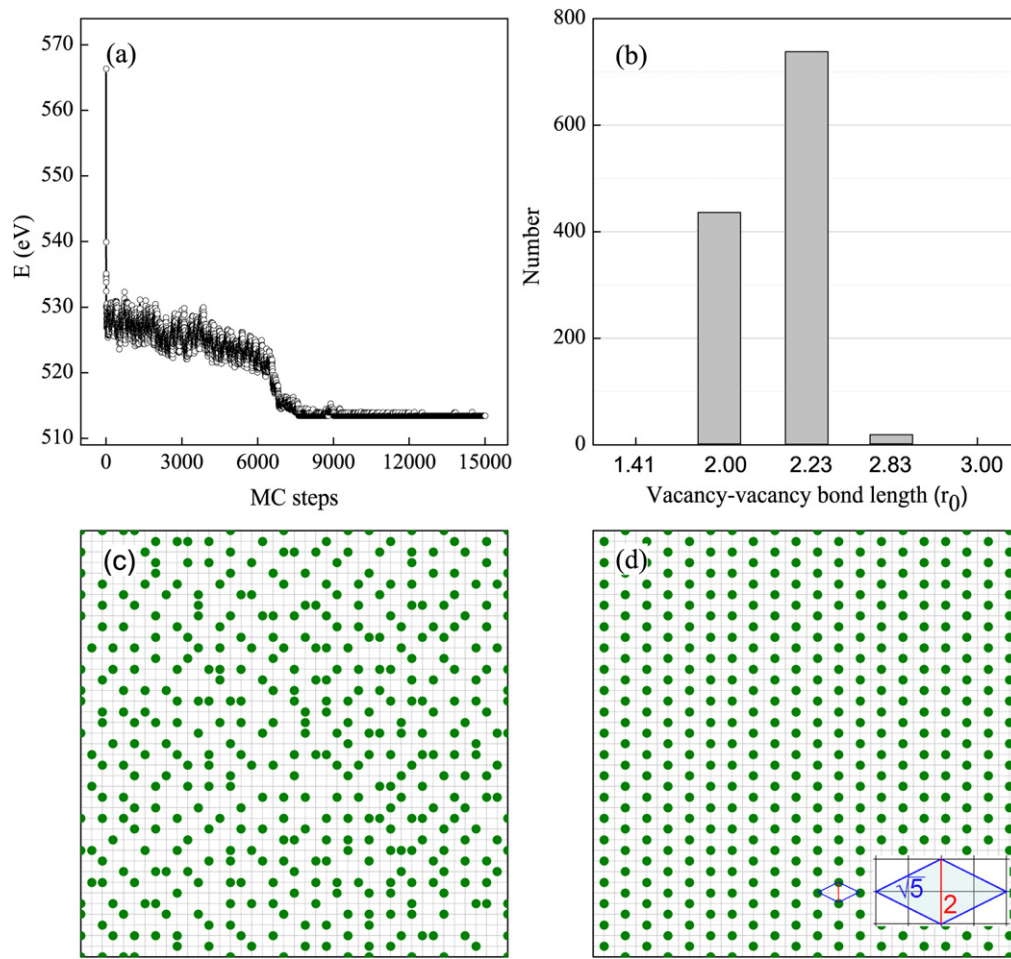 (a)
570
560
550
540
530
520
510
E (eV)
0 3000 6000 9000 12000 15000
MC steps
(b)
800
600
400
200
0
Number
1.41 2.00 2.23 2.83 3.00
Vacancy-vacancy bond length (r0)
(c)
(d)
√5
2